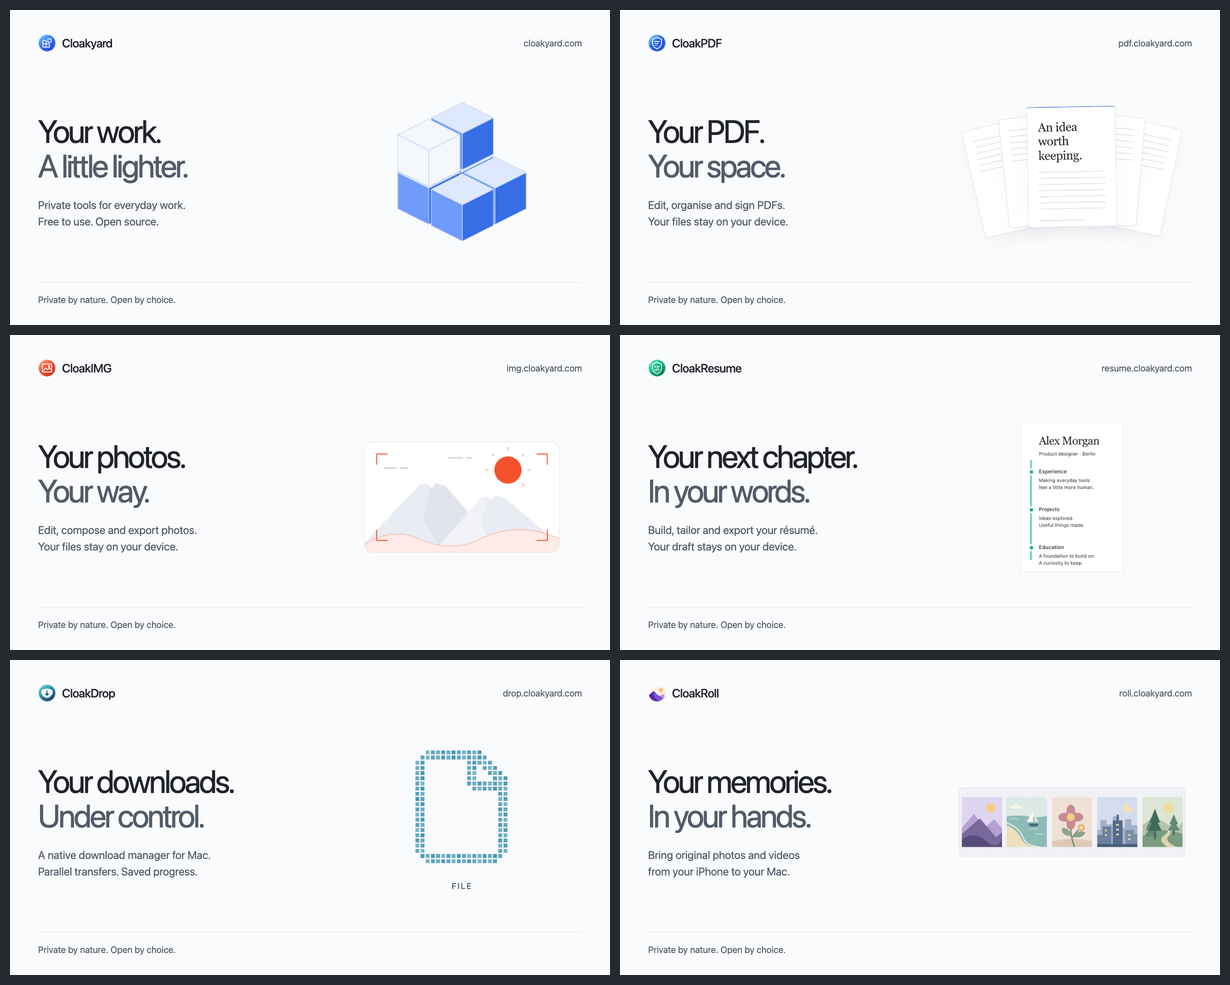 Cloakyard
cloakyard.com
Your work.
A little lighter.
Private tools for everyday work.
Free to use. Open source.
Private by nature. Open by choice.
CloakPDF
pdf.cloakyard.com
Your PDF.
Your space.
Edit, organise and sign PDFs.
Your files stay on your device.
An idea
worth
keeping.
Private by nature. Open by choice.
CloakIMG
img.cloakyard.com
Your photos.
Your way.
Edit, compose and export photos.
Your files stay on your device.
Private by nature. Open by choice.
CloakResume
resume.cloakyard.com
Your next chapter.
In your words.
Build, tailor and export your résumé.
Your draft stays on your device.
Alex Morgan
Product designer · Berlin
Experience
Making everyday tools
feel a little more human.
Projects
Ideas explored.
Useful things made.
Education
A foundation to build on.
A curiosity to keep.
Private by nature. Open by choice.
CloakDrop
drop.cloakyard.com
Your downloads.
Under control.
A native download manager for Mac.
Parallel transfers. Saved progress.
FILE
Private by nature. Open by choice.
CloakRoll
roll.cloakyard.com
Your memories.
In your hands.
Bring original photos and videos
from your iPhone to your Mac.
Private by nature. Open by choice.